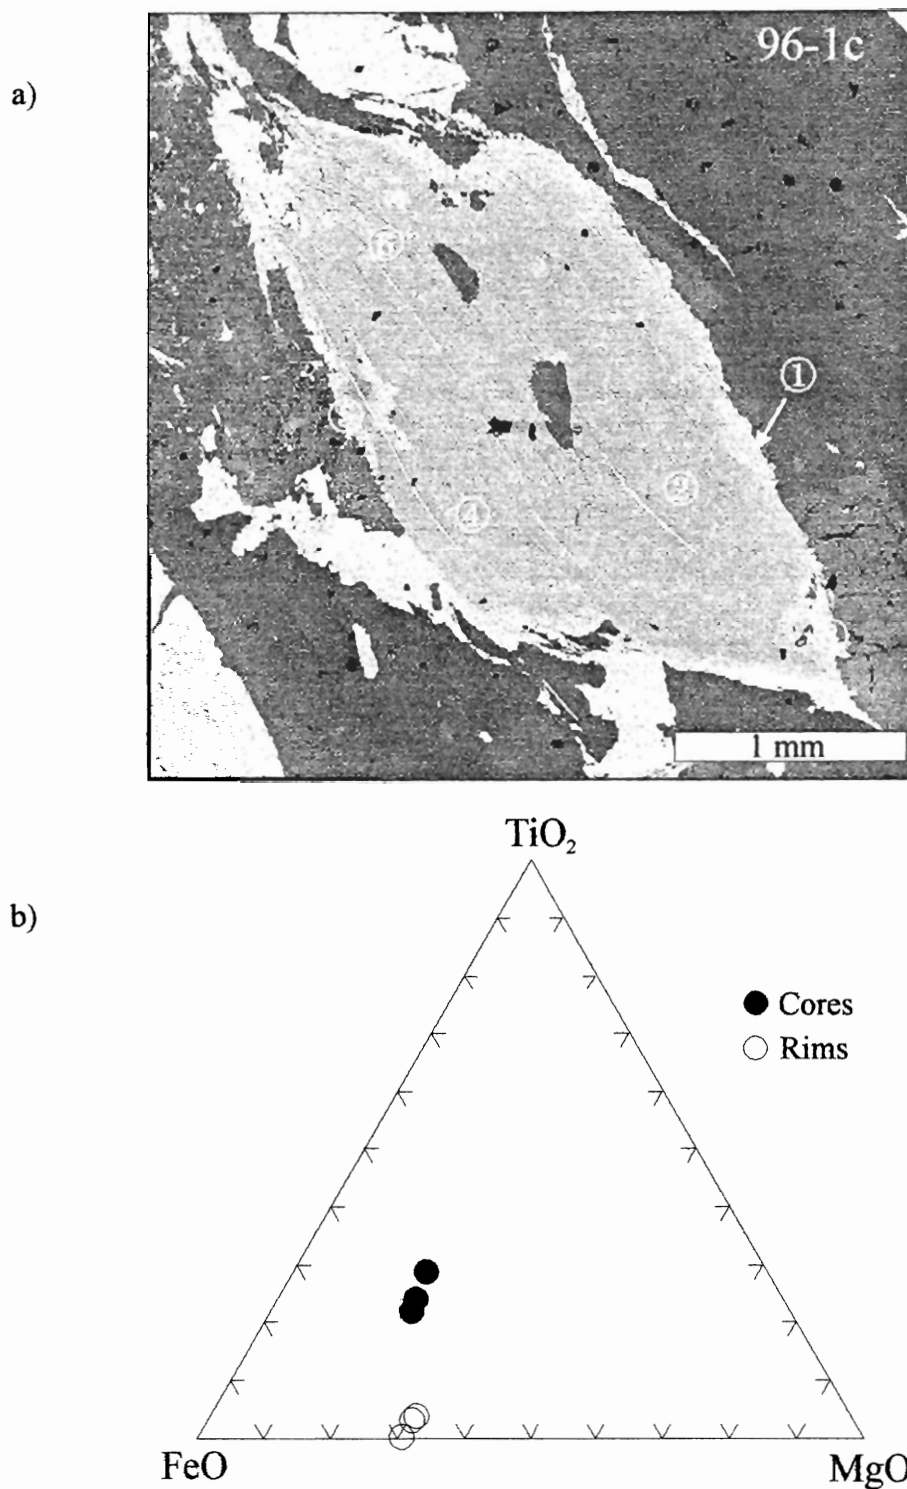 a)
96-1c
⑥
①
②
④
1 mm
b)
TiO₂
Cores
Rims
FeO
MgO